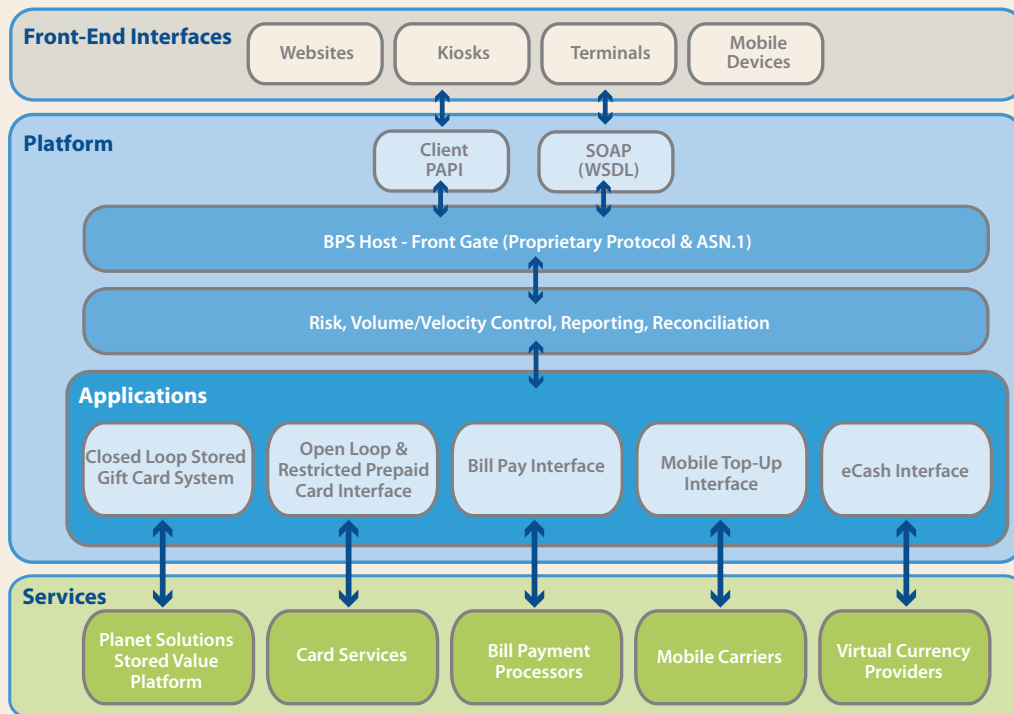 Front-End Interfaces
Websites
Kiosks
Terminals
Mobile
Devices
Platform
Client
PAPI
SOAP
(WSDL)
BPS Host - Front Gate (Proprietary Protocol & ASN.1)
Risk, Volume/Velocity Control, Reporting, Reconciliation
Applications
Closed Loop Stored
Gift Card System
Open Loop &
Restricted Prepaid
Card Interface
Bill Pay Interface
Mobile Top-Up
Interface
eCash Interface
Services
Planet Solutions
Stored Value
Platform
Card Services
Bill Payment
Processors
Mobile Carriers
Virtual Currency
Providers